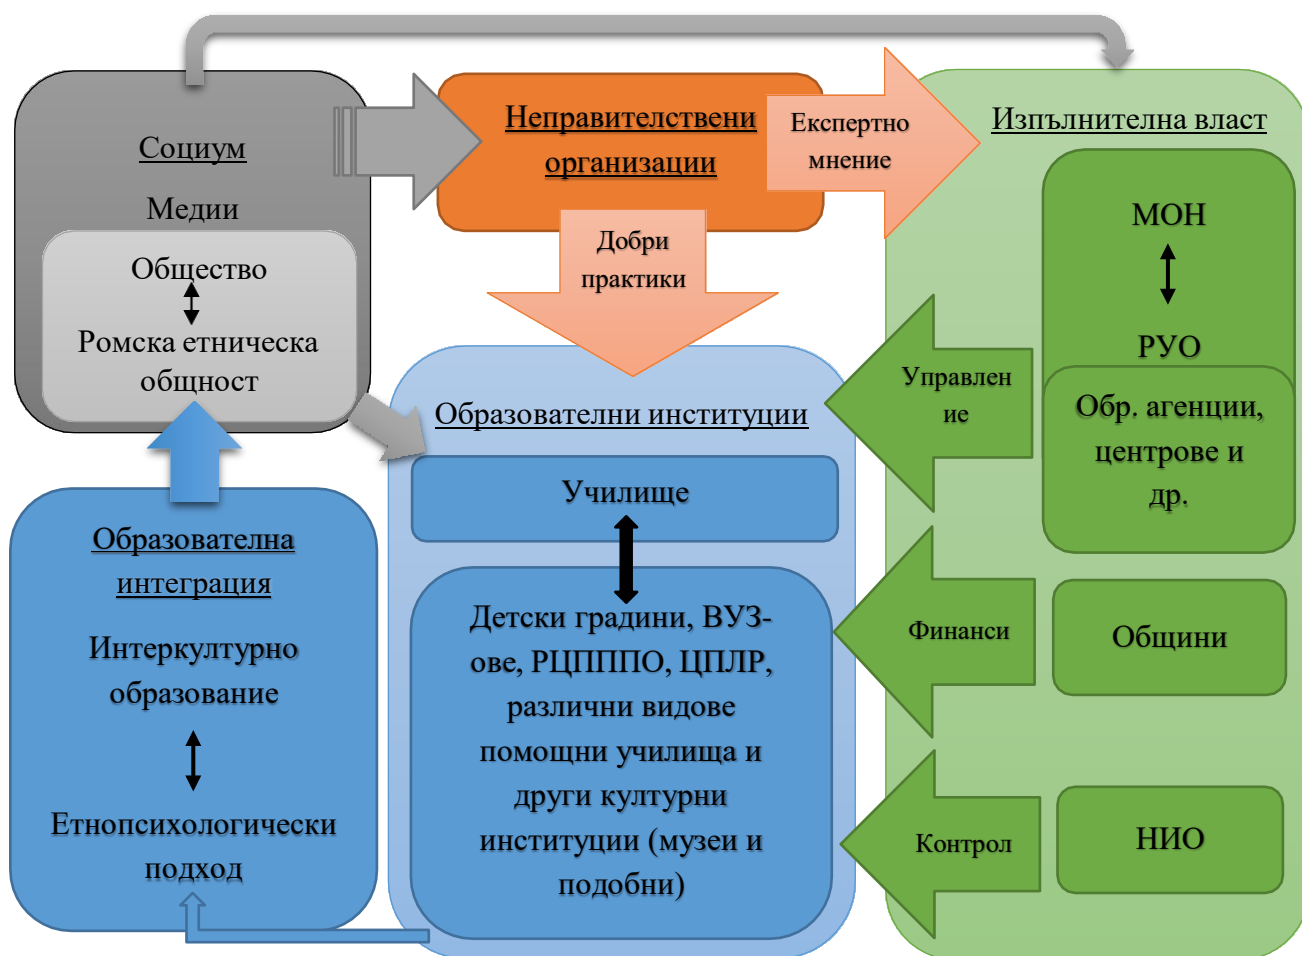 Социум
Медии
Общество
Ромска етническа
общност
Неправителствени
организации
Експертно
мнение
Добри
практики
Изпълнителна власт
МОН
РУО
Обр. агенции,
центрове и
др.
Управлен
ие
Образователни институции
Училище
Детски градини, ВУЗ-
ове, РЦПППО, ЦПЛР,
различни видове
помощни училища и
други културни
институции (музеи и
подобни)
Финанси
Общини
Контрол
НИО
Образователна
интеграция
Интеркултурно
образование
Етнопсихологически
подход